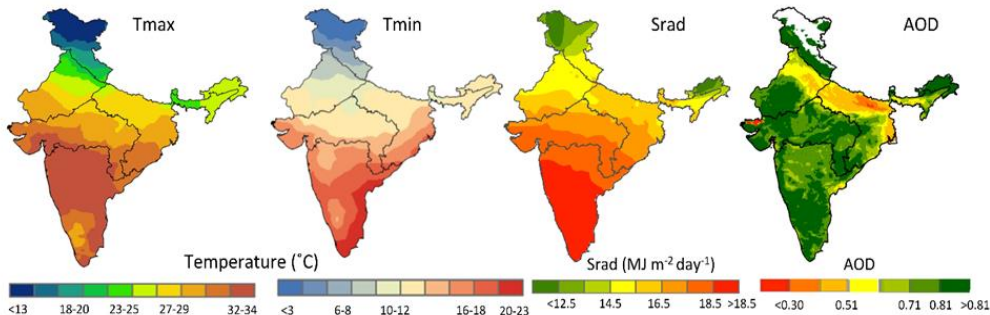 Tmax Tmin Srad AOD
Temperature (˚C) Srad (MJ m⁻² day⁻¹) AOD
<13 18-20 23-25 27-29 32-34 <3 6-8 10-12 16-18 20-23 <12.5 14.5 16.5 18.5 >18.5 <0.30 0.51 0.71 0.81 >0.81